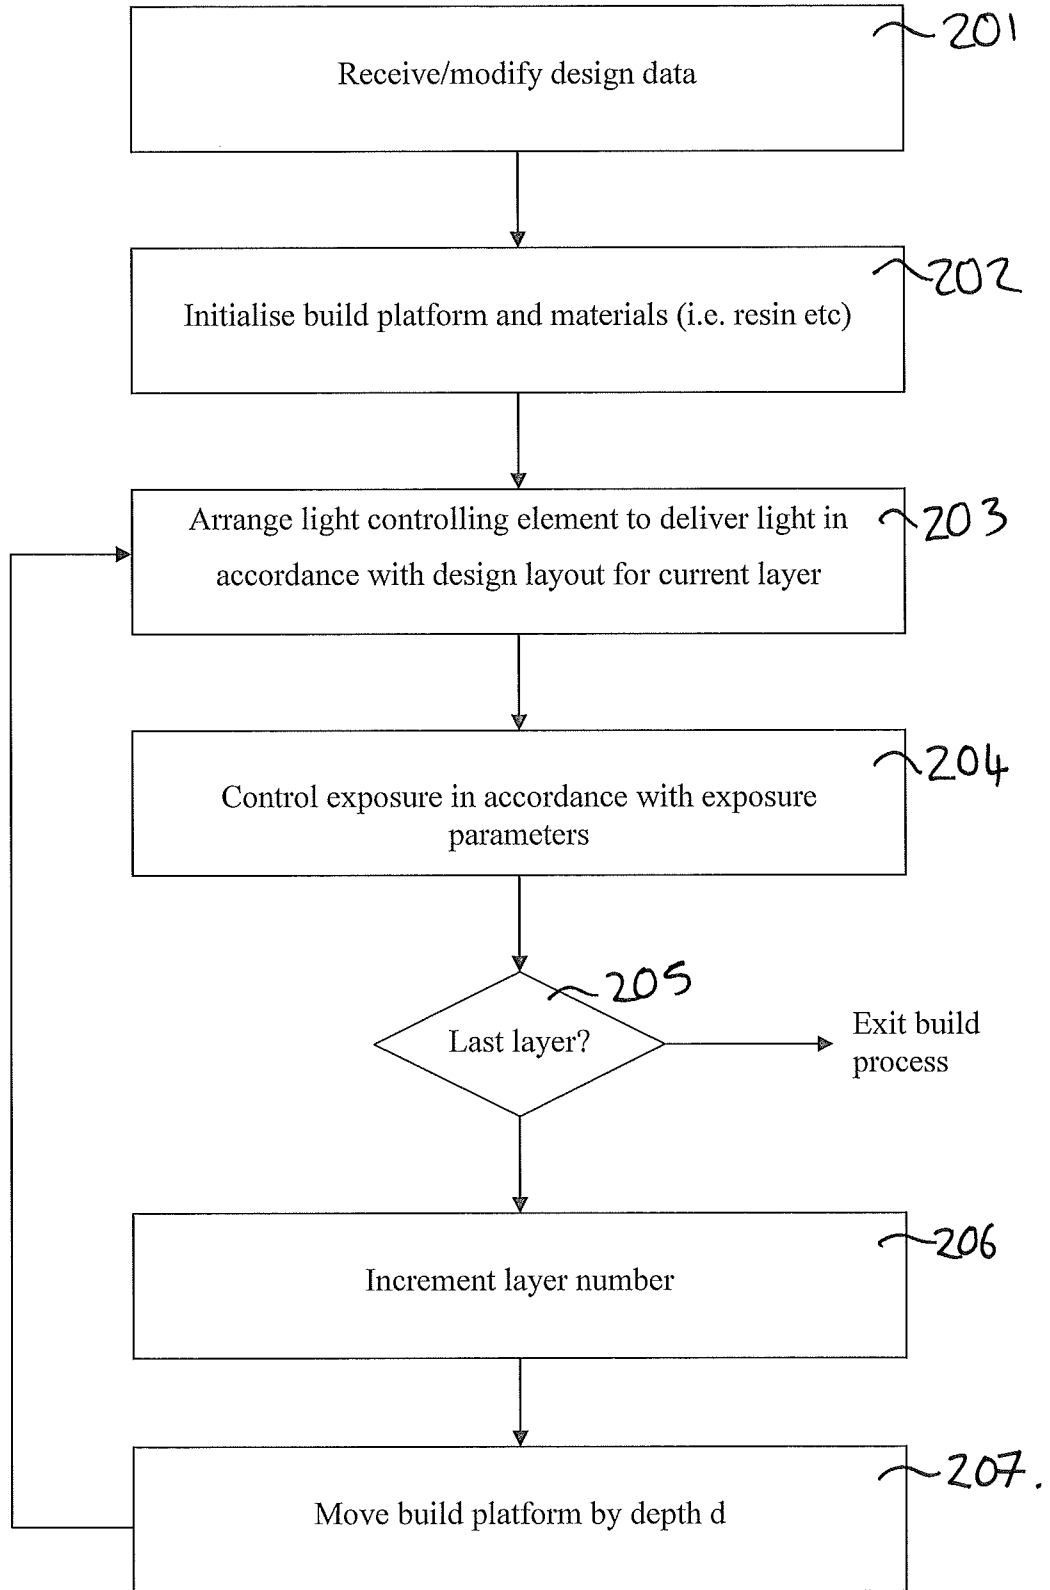 201
Receive/modify design data
202
Initialise build platform and materials (i.e. resin etc)
203
Arrange light controlling element to deliver light in
accordance with design layout for current layer
204
Control exposure in accordance with exposure
parameters
205
Last layer?
Exit build
process
206
Increment layer number
207.
Move build platform by depth d